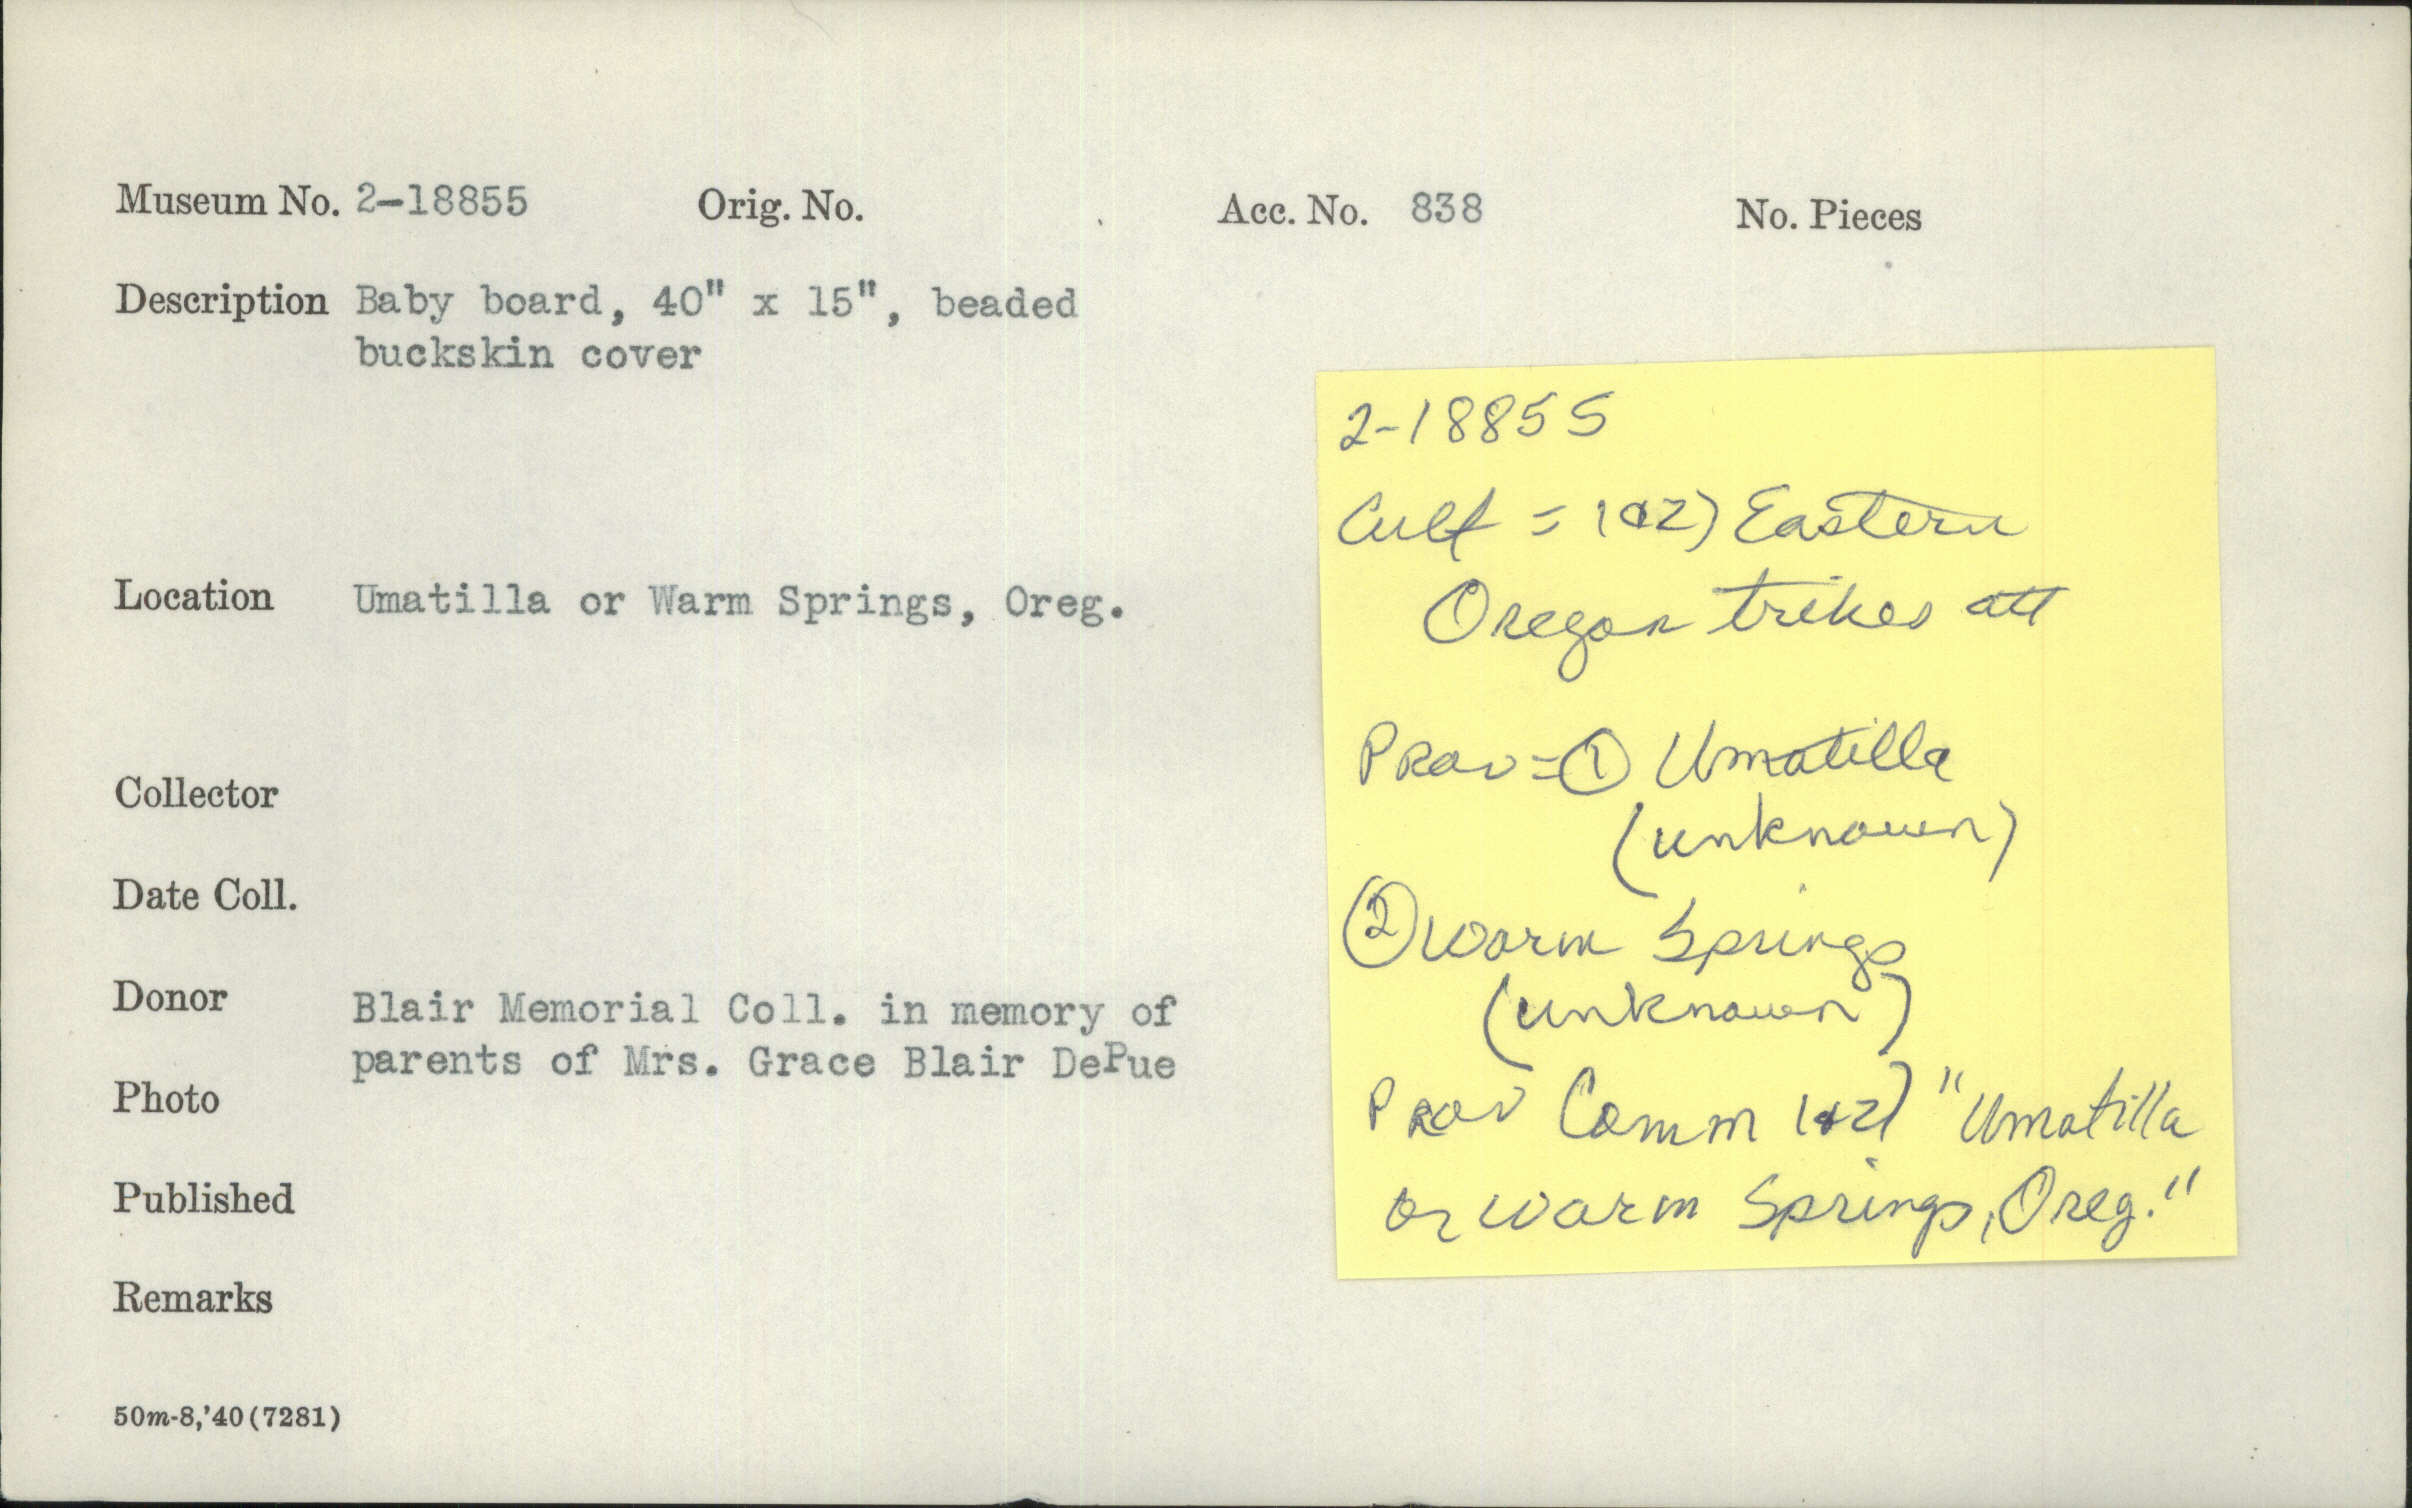 Museum No. 2-18855 Orig. No. Acc. No. 838 No. Pieces
Description Baby board, 40" x 15", beaded
buckskin cover
Location Umatilla or Warm Springs, Oreg.
Collector
Date Coll.
Donor Blair Memorial Coll. in memory of
parents of Mrs. Grace Blair DePue
Photo
Published
Remarks
50m-8,'40(7281)
2-18855
Cult = 1&2) Eastern
Oregon tribes att
Prov = ① Umatilla
(unknown)
② Warm Springs
(unknown)
Prov Comm 1&2) "Umatilla
or Warm Springs, Oreg."